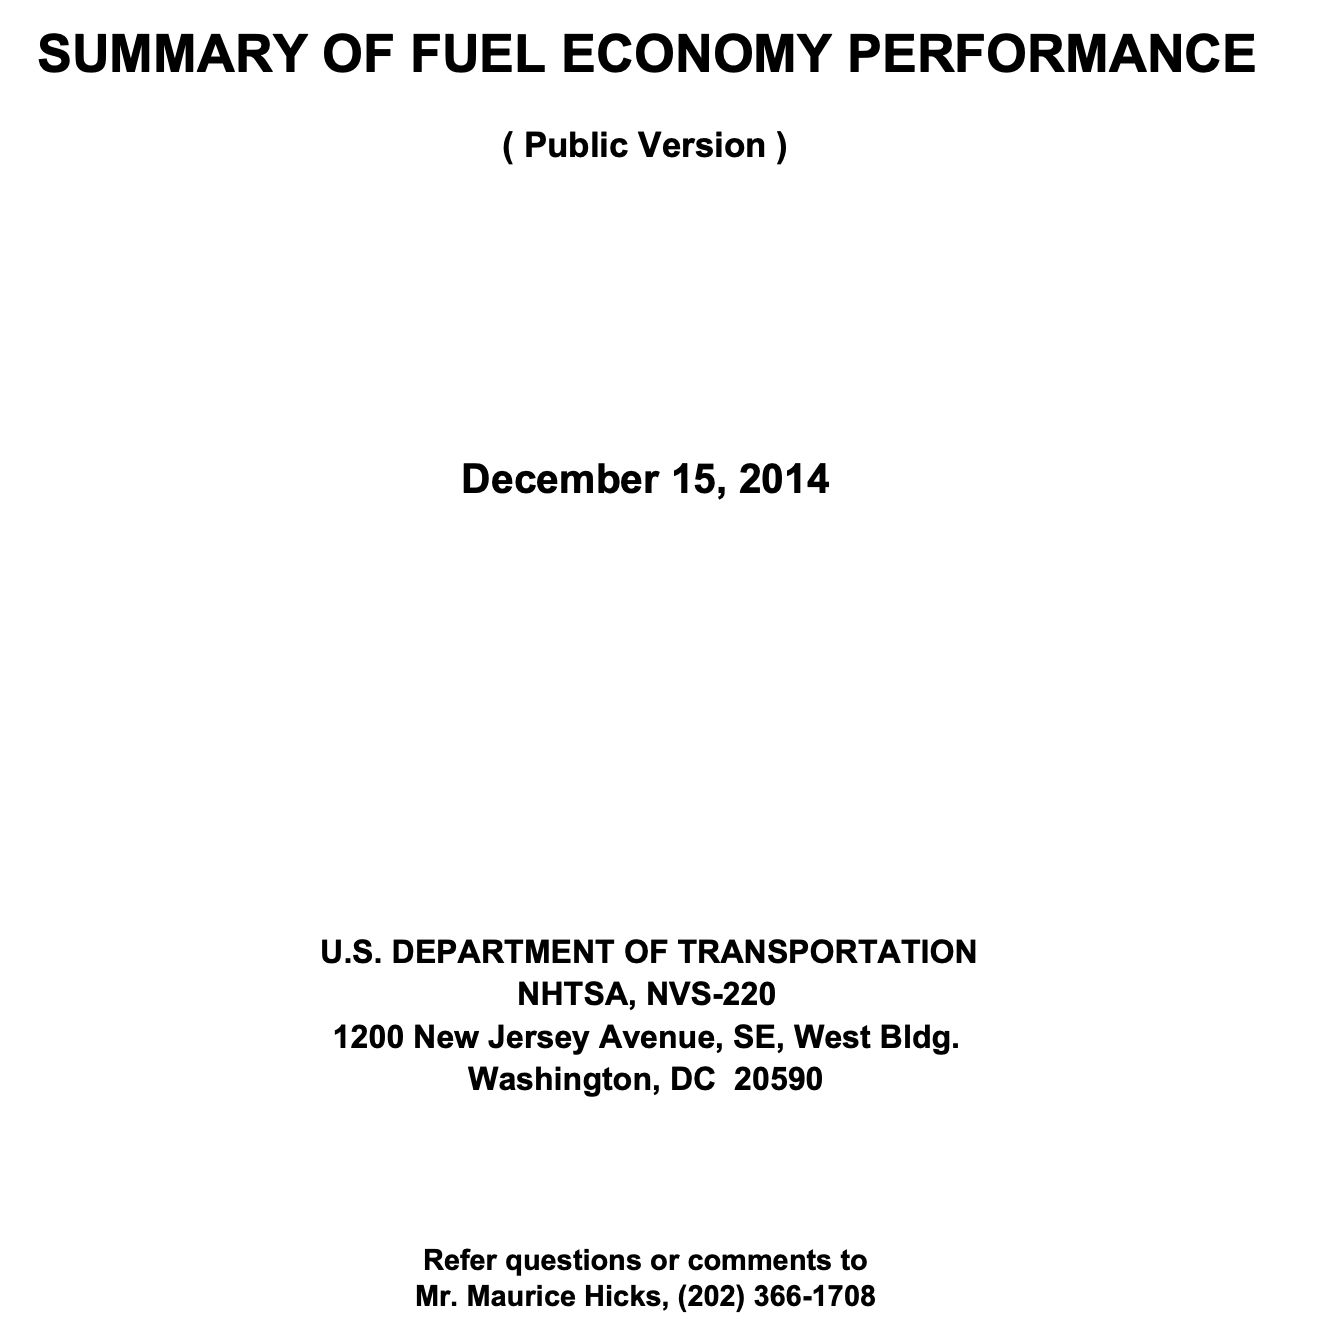 SUMMARY OF FUEL ECONOMY PERFORMANCE
( Public Version )
December 15, 2014
U.S. DEPARTMENT OF TRANSPORTATION
NHTSA, NVS-220
1200 New Jersey Avenue, SE, West Bldg.
Washington, DC  20590
Refer questions or comments to
Mr. Maurice Hicks, (202) 366-1708